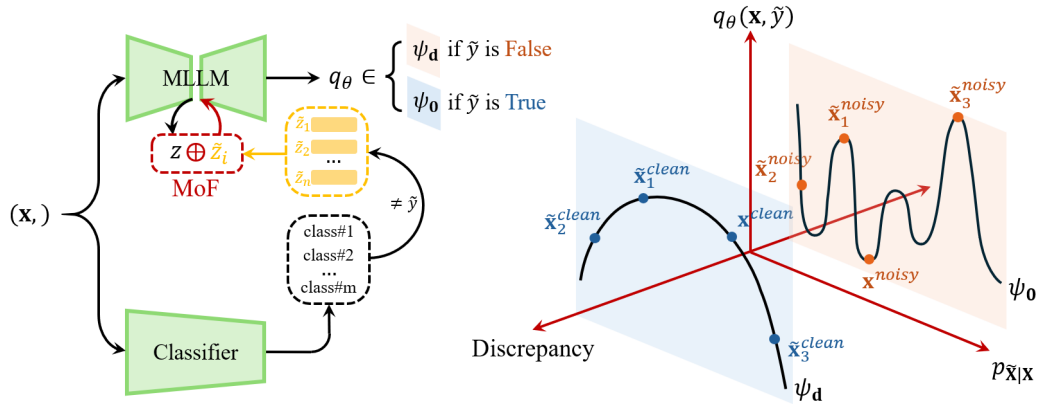 MLLM
q_θ ∈ {
ψ_d if ỹ is False
ψ_0 if ỹ is True
z ⊕ z̃_i
MoF
z̃_1
z̃_2
...
z̃_n
≠ ỹ
(𝐱,)
class#1
class#2
...
class#m
Classifier
q_θ(𝐱, ỹ)
𝐱̃_1^{noisy}
𝐱̃_3^{noisy}
𝐱̃_2^{noisy}
𝐱^{noisy}
ψ_0
𝐱̃_1^{clean}
𝐱̃_2^{clean}
𝐱^{clean}
𝐱̃_3^{clean}
ψ_d
Discrepancy
p_{𝐱̃|𝐱}